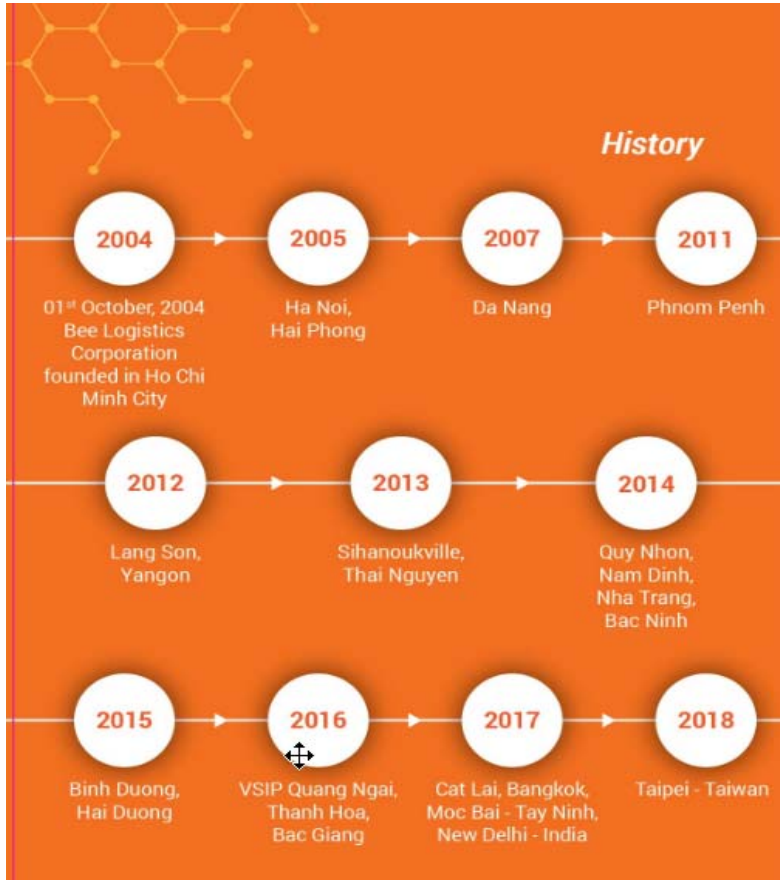 History
2004
2005
2007
2011
01st October, 2004
Bee Logistics
Corporation
founded in Ho Chi
Minh City
Ha Noi,
Hai Phong
Da Nang
Phnom Penh
2012
2013
2014
Lang Son,
Yangon
Sihanoukville,
Thai Nguyen
Quy Nhon,
Nam Dinh,
Nha Trang,
Bac Ninh
2015
2016
2017
2018
Binh Duong,
Hai Duong
VSIP Quang Ngai,
Thanh Hoa,
Bac Giang
Cat Lai, Bangkok,
Moc Bai - Tay Ninh,
New Delhi - India
Taipei - Taiwan